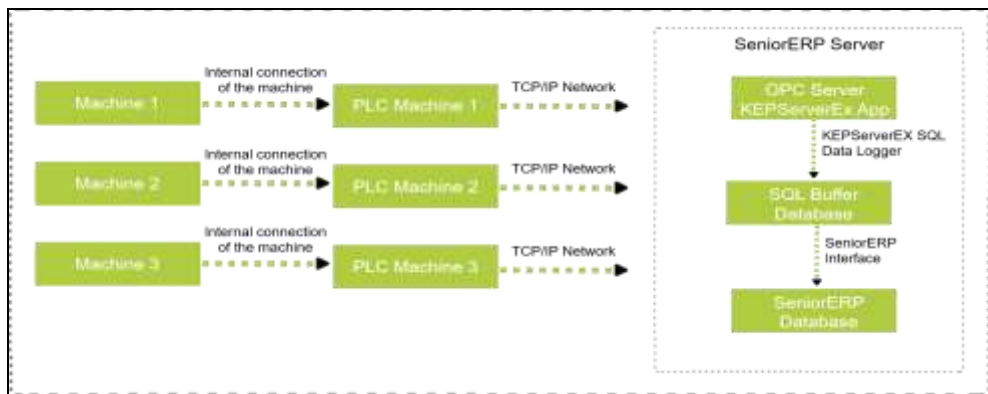 SeniorERP Server
Internal connection
of the machine
TCP/IP Network
Machine 1
PLC Machine 1
OPC Server
KEPServerEx App
KEPServerEX SQL
Data Logger
Internal connection
of the machine
TCP/IP Network
Machine 2
PLC Machine 2
SQL Buffer
Database
Internal connection
of the machine
TCP/IP Network
Machine 3
PLC Machine 3
SeniorERP
Interface
SeniorERP
Database